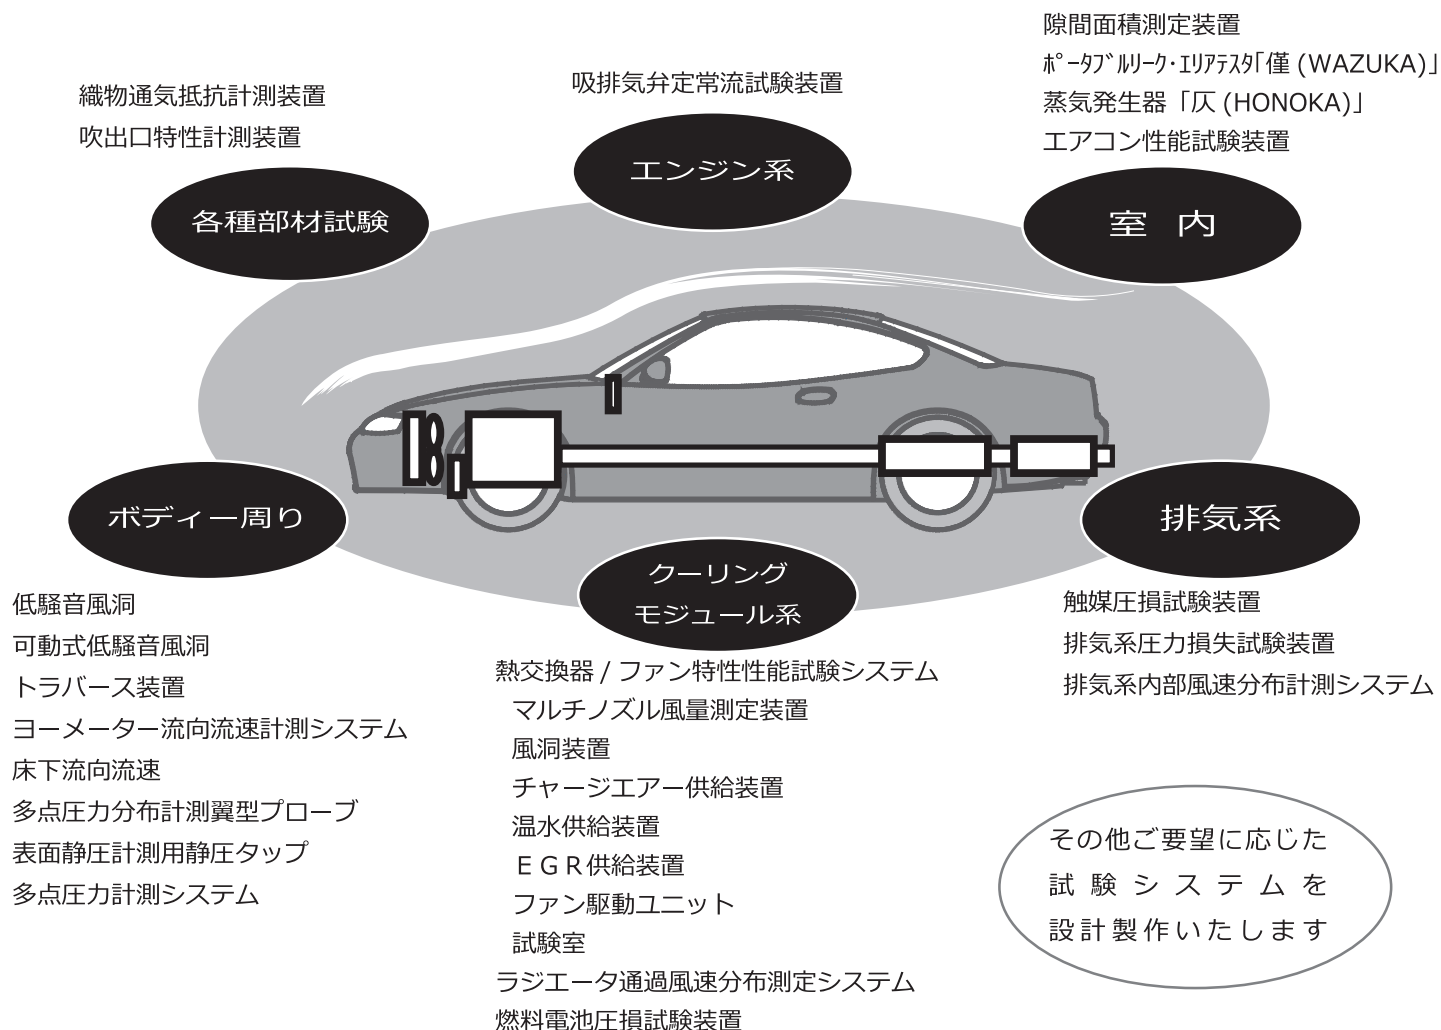 織物通気抵抗計測装置
吹出口特性計測装置
各種部材試験
吸排気弁定常流試験装置
エンジン系
隙間面積測定装置
ﾎﾟｰﾀﾌﾞﾙﾘｰｸ･ｴﾘｱﾃｽﾀ｢僅 (WAZUKA)｣
蒸気発生器「仄 (HONOKA)」
エアコン性能試験装置
室 内
ボディー周り
低騒音風洞
可動式低騒音風洞
トラバース装置
ヨーメーター流向流速計測システム
床下流向流速
多点圧力分布計測翼型プローブ
表面静圧計測用静圧タップ
多点圧力計測システム
クーリング
モジュール系
熱交換器 / ファン特性性能試験システム
マルチノズル風量測定装置
風洞装置
チャージエアー供給装置
温水供給装置
ＥＧＲ供給装置
ファン駆動ユニット
試験室
ラジエータ通過風速分布測定システム
燃料電池圧損試験装置
排気系
触媒圧損試験装置
排気系圧力損失試験装置
排気系内部風速分布計測システム
その他ご要望に応じた
試験システムを
設計製作いたします